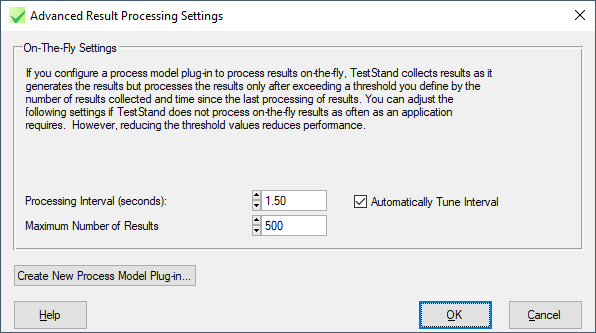 Advanced Result Processing Settings
On-The-Fly Settings
If you configure a process model plug-in to process results on-the-fly, TestStand collects results as it
generates the results but processes the results only after exceeding a threshold you define by the
number of results collected and time since the last processing of results. You can adjust the
following settings if TestStand does not process on-the-fly results as often as an application
requires.  However, reducing the threshold values reduces performance.
Processing Interval (seconds): 1.50 Automatically Tune Interval
Maximum Number of Results 500
Create New Process Model Plug-in...
Help OK Cancel